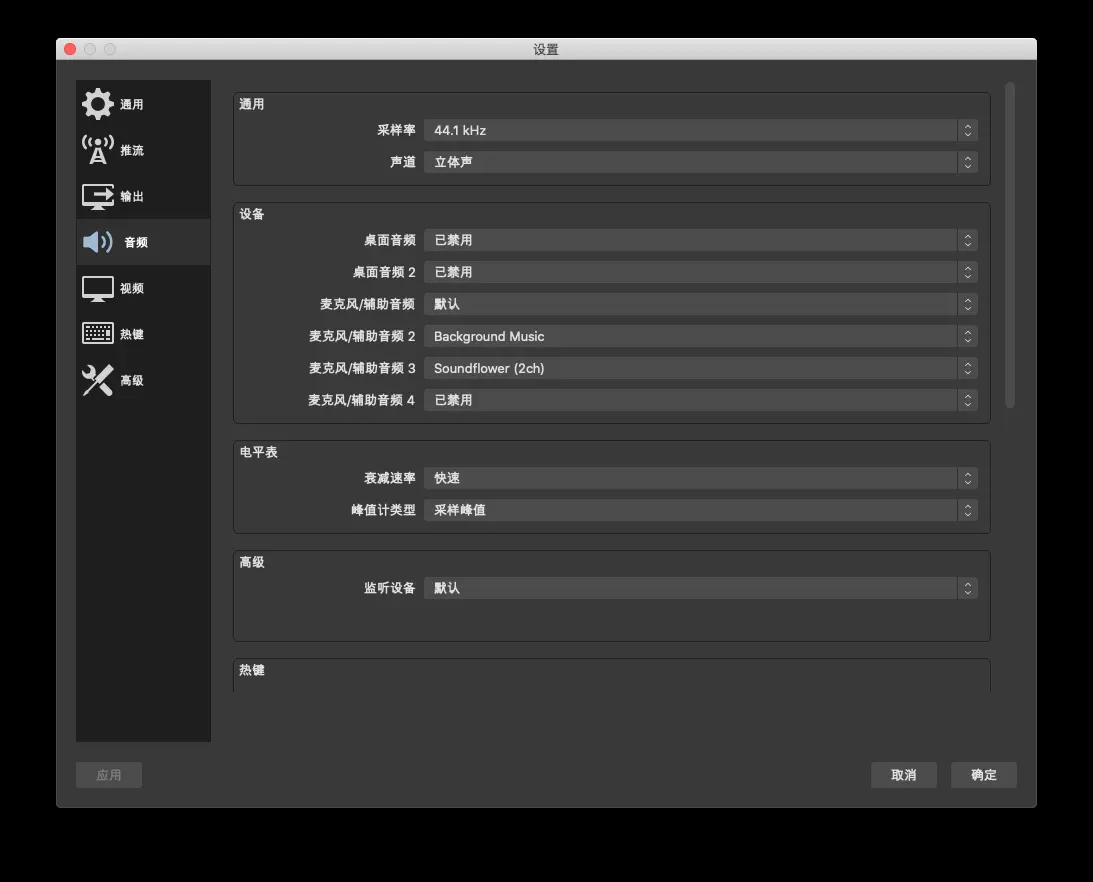 设置
通用
推流
输出
音频
视频
热键
高级
通用
采样率 44.1 kHz
声道 立体声
设备
桌面音频 已禁用
桌面音频 2 已禁用
麦克风/辅助音频 默认
麦克风/辅助音频 2 Background Music
麦克风/辅助音频 3 Soundflower (2ch)
麦克风/辅助音频 4 已禁用
电平表
衰减速率 快速
峰值计类型 采样峰值
高级
监听设备 默认
热键
应用
取消
确定